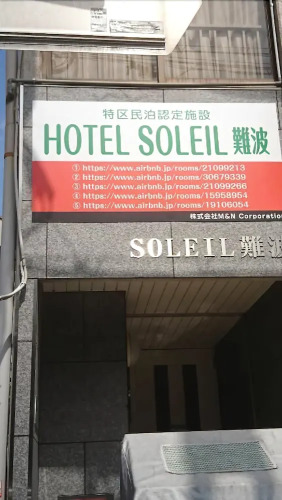 特区民泊認定施設
HOTEL SOLEIL 難波
① https://www.airbnb.jp/rooms/21099213
② https://www.airbnb.jp/rooms/30679339
③ https://www.airbnb.jp/rooms/21099266
④ https://www.airbnb.jp/rooms/15958954
⑤ https://www.airbnb.jp/rooms/19106054
株式会社M&N Corporation
SOLEIL 難波